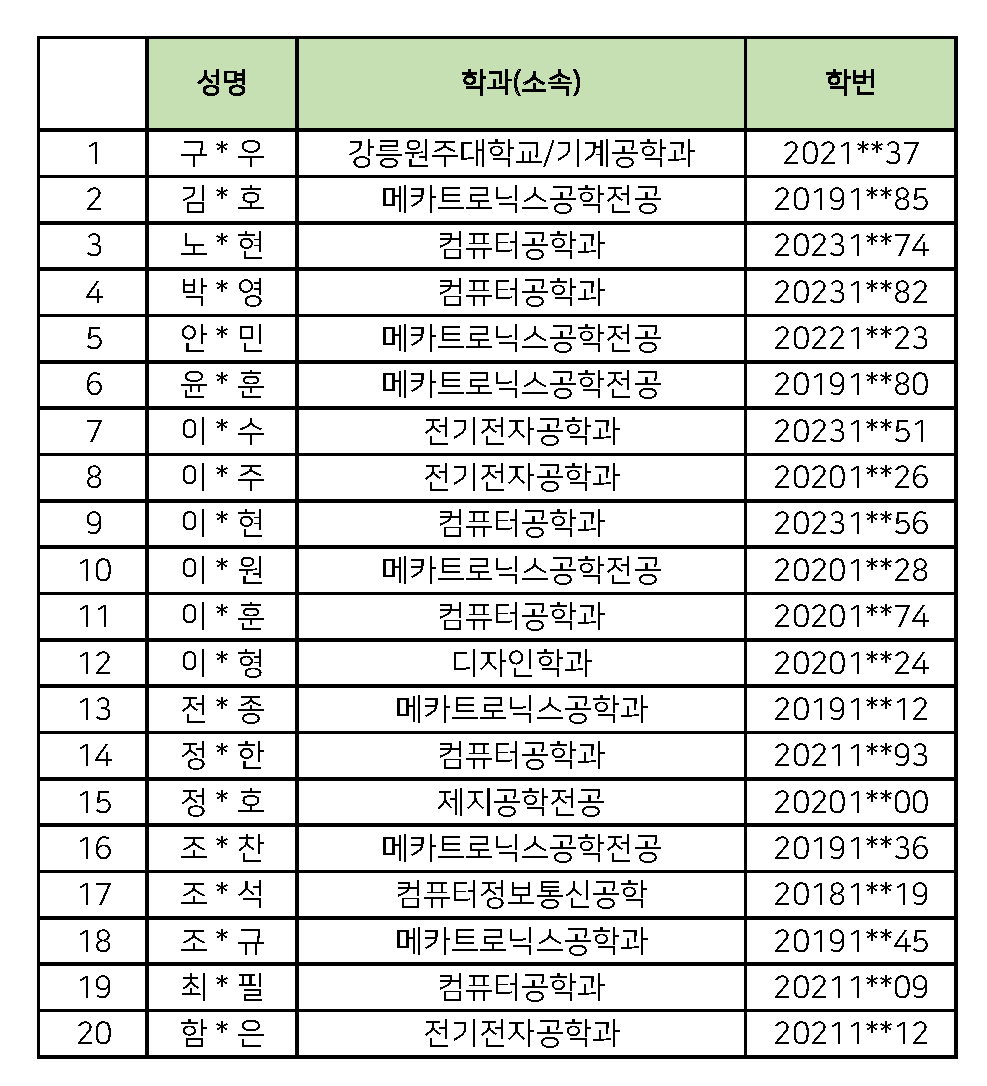 성명 학과(소속) 학번
1 구 * 우 강릉원주대학교/기계공학과 2021**37
2 김 * 호 메카트로닉스공학전공 20191**85
3 노 * 현 컴퓨터공학과 20231**74
4 박 * 영 컴퓨터공학과 20231**82
5 안 * 민 메카트로닉스공학전공 20221**23
6 윤 * 훈 메카트로닉스공학전공 20191**80
7 이 * 수 전기전자공학과 20231**51
8 이 * 주 전기전자공학과 20201**26
9 이 * 현 컴퓨터공학과 20231**56
10 이 * 원 메카트로닉스공학전공 20201**28
11 이 * 훈 컴퓨터공학과 20201**74
12 이 * 형 디자인학과 20201**24
13 전 * 종 메카트로닉스공학과 20191**12
14 정 * 한 컴퓨터공학과 20211**93
15 정 * 호 제지공학전공 20201**00
16 조 * 찬 메카트로닉스공학전공 20191**36
17 조 * 석 컴퓨터정보통신공학 20181**19
18 조 * 규 메카트로닉스공학과 20191**45
19 최 * 필 컴퓨터공학과 20211**09
20 함 * 은 전기전자공학과 20211**12